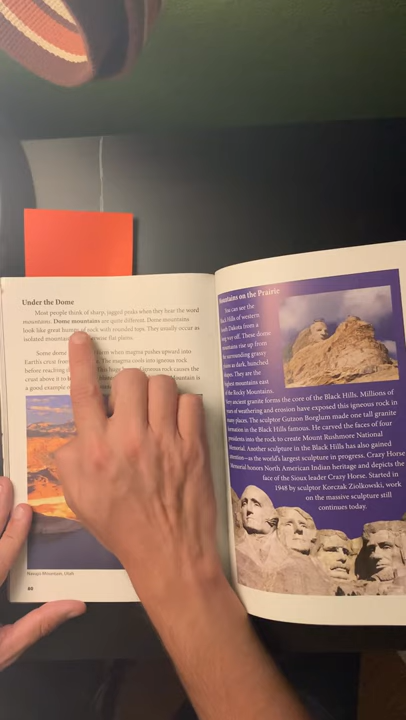 Under the Dome
Most people think of sharp, jagged peaks when they hear the word
mountains. Dome mountains are quite different. Dome mountains
look like great humps of rock with rounded tops. They usually occur as
isolated mountains otherwise flat plains.
Some dome when magma pushes upward into
Earth's crust from The magma cools into igneous rock
before reaching This huge igneous rock causes the
crust above it to Mountain is
a good example
Navajo Mountain, Utah
60
Mountains on the Prairie
You can see the
Black Hills of western
South Dakota from a
long way off. These dome
mountains rise up from
the surrounding grassy
as dark, hunched
They are the
highest mountains east
of the Rocky Mountains.
Very ancient granite forms the core of the Black Hills. Millions of
years of weathering and erosion have exposed this igneous rock in
many places. The sculptor Gutzon Borglum made one tall granite
formation in the Black Hills famous. He carved the faces of four
presidents into the rock to create Mount Rushmore National
Memorial. Another sculpture in the Black Hills has also gained
attention—as the world's largest sculpture in progress. Crazy Horse
Memorial honors North American Indian heritage and depicts the
face of the Sioux leader Crazy Horse. Started in
1948 by sculptor Korczak Ziolkowski, work
on the massive sculpture still
continues today.